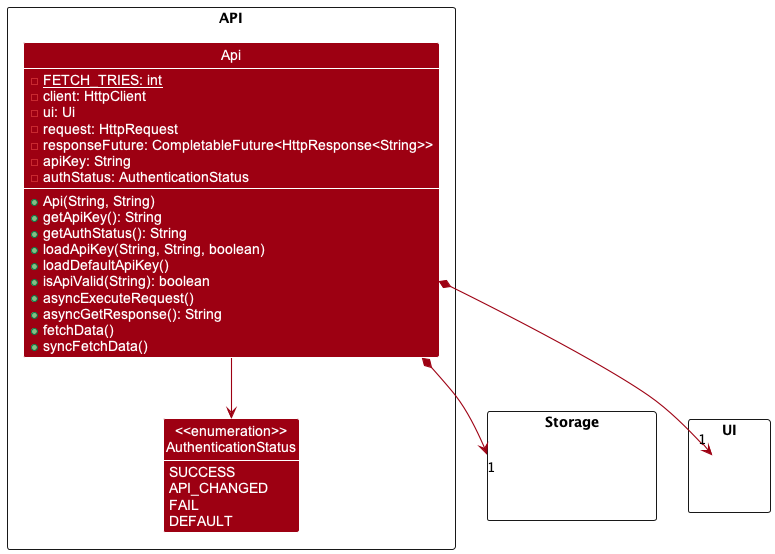 API
Api
FETCH_TRIES: int
client: HttpClient
ui: Ui
request: HttpRequest
responseFuture: CompletableFuture<HttpResponse<String>>
apiKey: String
authStatus: AuthenticationStatus
Api(String, String)
getApiKey(): String
getAuthStatus(): String
loadApiKey(String, String, boolean)
loadDefaultApiKey()
isApiValid(String): boolean
asyncExecuteRequest()
asyncGetResponse(): String
fetchData()
syncFetchData()
<<enumeration>>
AuthenticationStatus
SUCCESS
API_CHANGED
FAIL
DEFAULT
Storage
1
UI
1